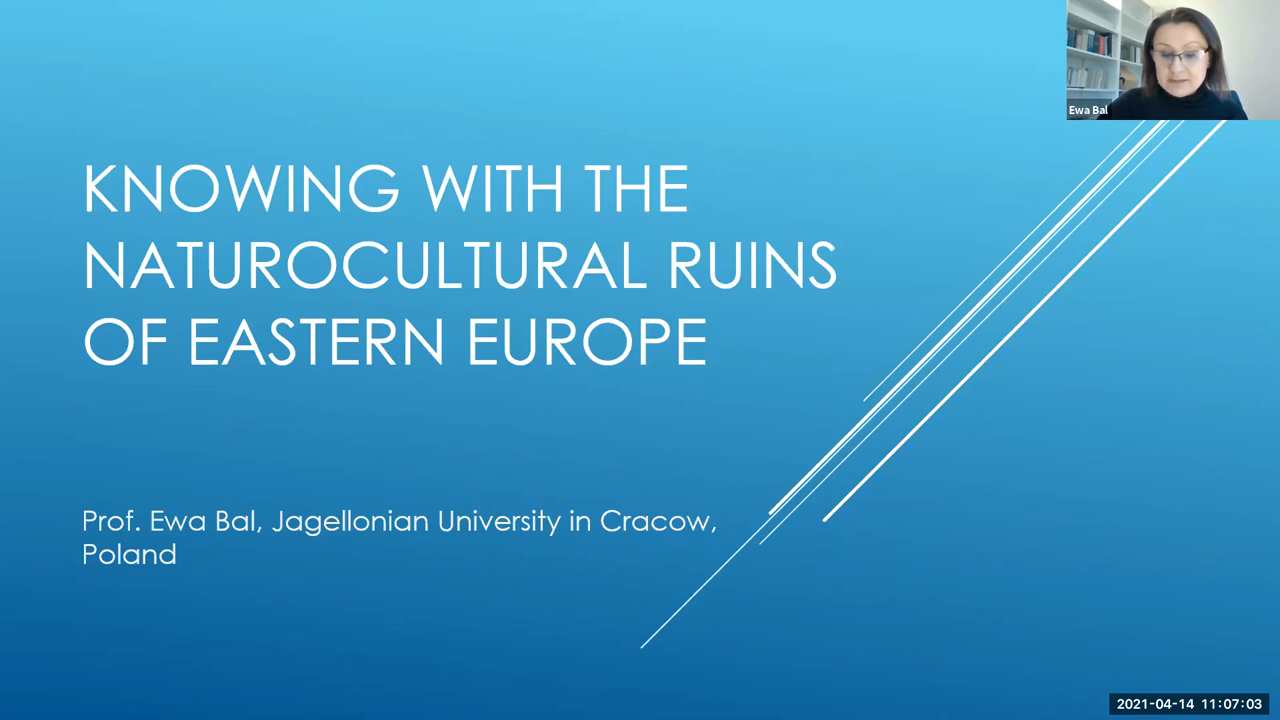 Ewa Bal
KNOWING WITH THE
NATUROCULTURAL RUINS
OF EASTERN EUROPE
Prof. Ewa Bal, Jagellonian University in Cracow,
Poland
2021-04-14 11:07:03